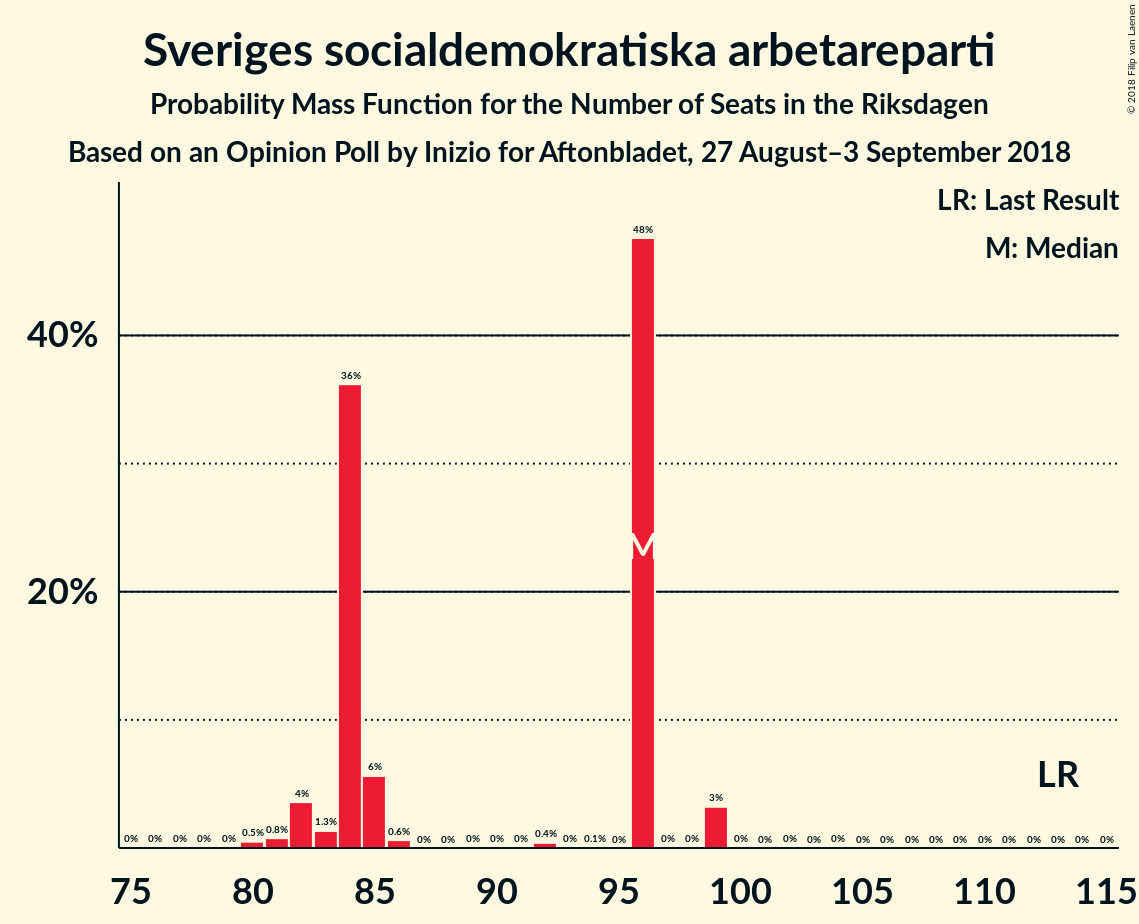 Sveriges socialdemokratiska arbetareparti
Probability Mass Function for the Number of Seats in the Riksdagen
Based on an Opinion Poll by Inizio for Aftonbladet, 27 August–3 September 2018
© 2018 Filip van Laenen
LR: Last Result
M: Median
48%
40%
36%
M
20%
LR
6%
4%
3%
1.3%
0% 0% 0% 0% 0% 0.5% 0.8% 0.6% 0% 0% 0% 0% 0% 0.4% 0% 0.1% 0% 0% 0% 0% 0% 0% 0% 0% 0% 0% 0% 0% 0% 0% 0% 0% 0% 0% 0%
75 80 85 90 95 100 105 110 115